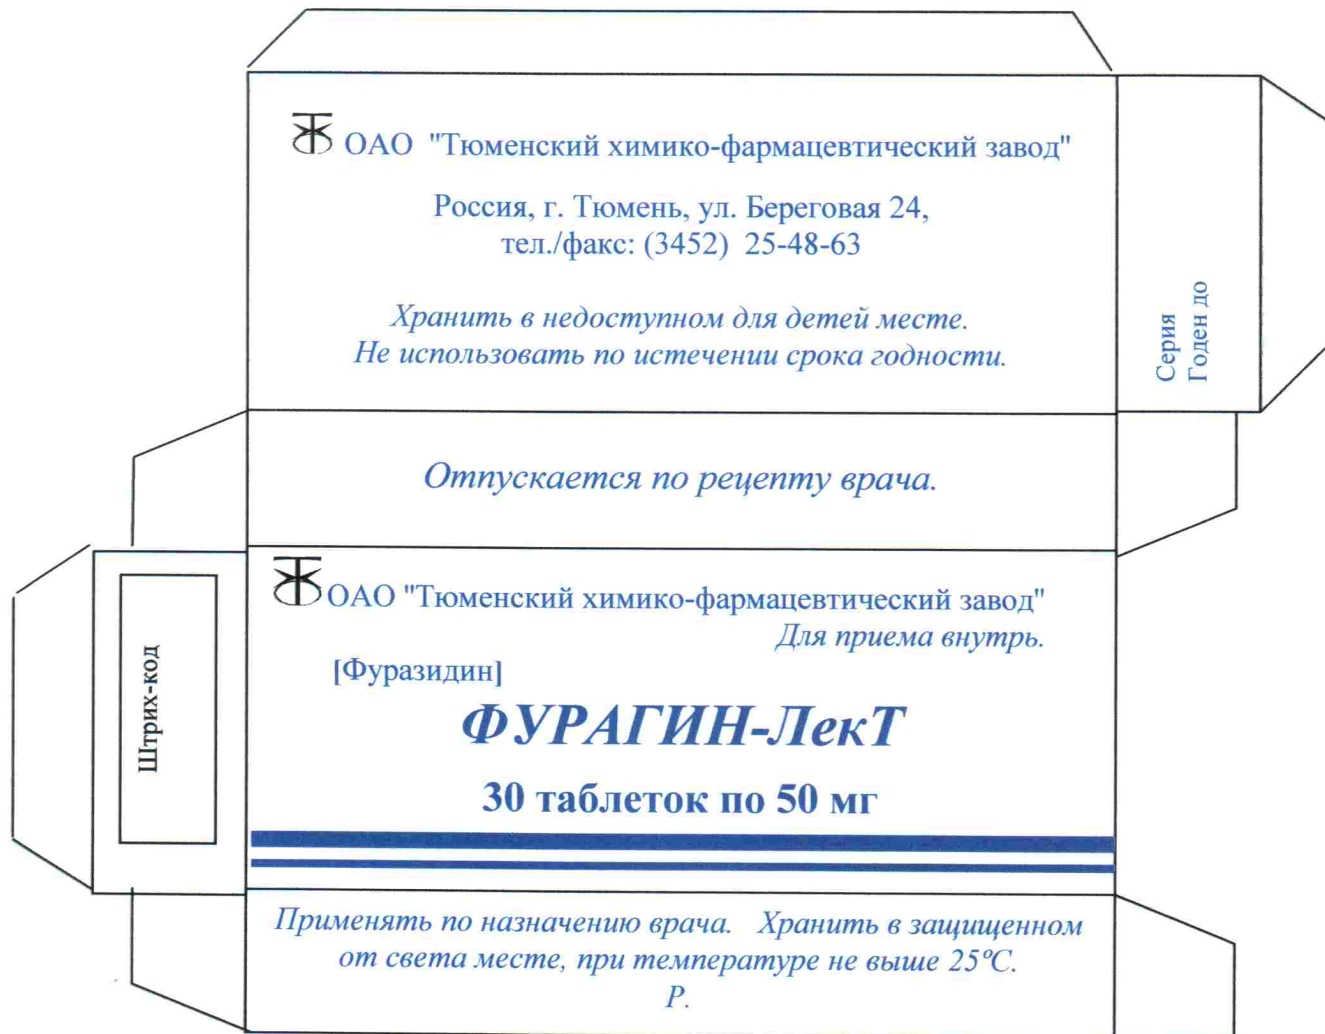 ОАО "Тюменский химико-фармацевтический завод"
Россия, г. Тюмень, ул. Береговая 24,
тел./факс: (3452) 25-48-63
Хранить в недоступном для детей месте.
Не использовать по истечении срока годности.
Серия
Годен до
Отпускается по рецепту врача.
ОАО "Тюменский химико-фармацевтический завод"
Для приема внутрь.
[Фуразидин]
ФУРАГИН-ЛекТ
30 таблеток по 50 мг
Штрих-код
Применять по назначению врача. Хранить в защищенном
от света месте, при температуре не выше 25ºС.
Р.